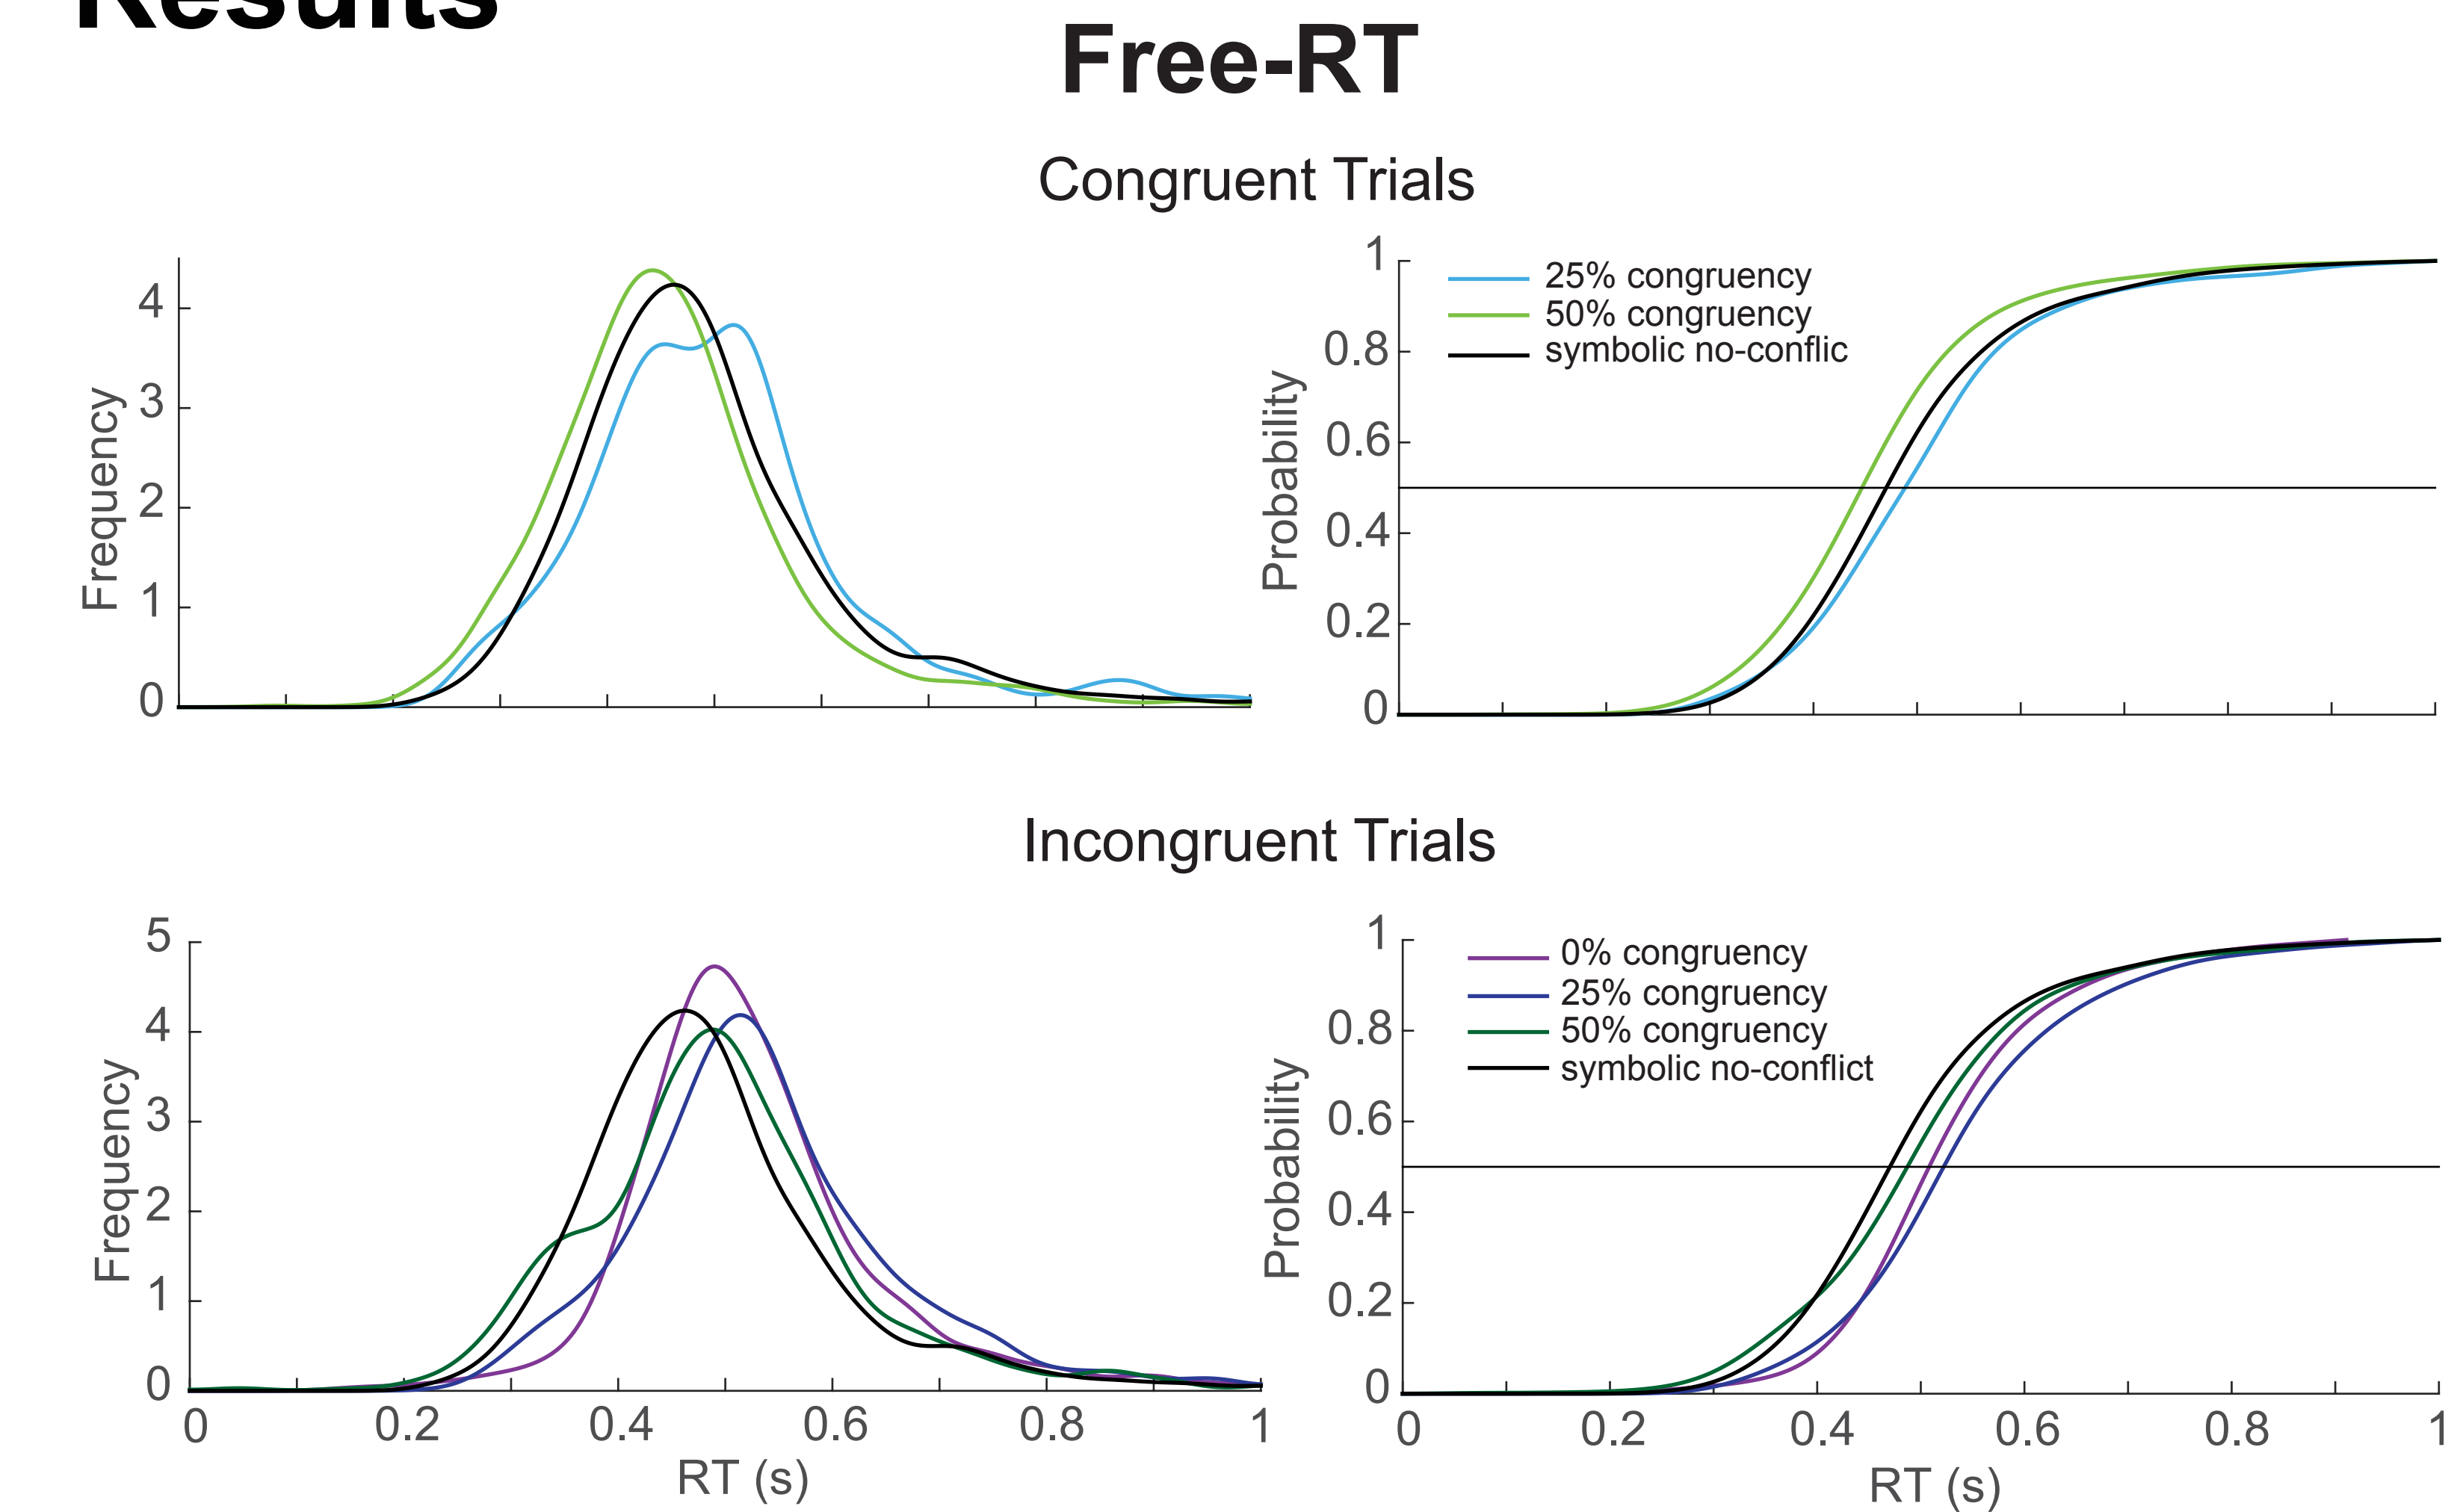 Results
Free-RT
Congruent Trials
Frequency
4
3
2
1
0
Probability
1
0.8
0.6
0.4
0.2
0
25% congruency
50% congruency
symbolic no-conflic
Incongruent Trials
Frequency
5
4
3
2
1
0
0 0.2 0.4 0.6 0.8 1
RT (s)
Probability
1
0.8
0.6
0.4
0.2
0
0% congruency
25% congruency
50% congruency
symbolic no-conflict
0 0.2 0.4 0.6 0.8 1
RT (s)